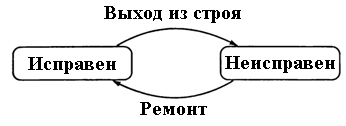 Выход из строя
Исправен
Неисправен
Ремонт